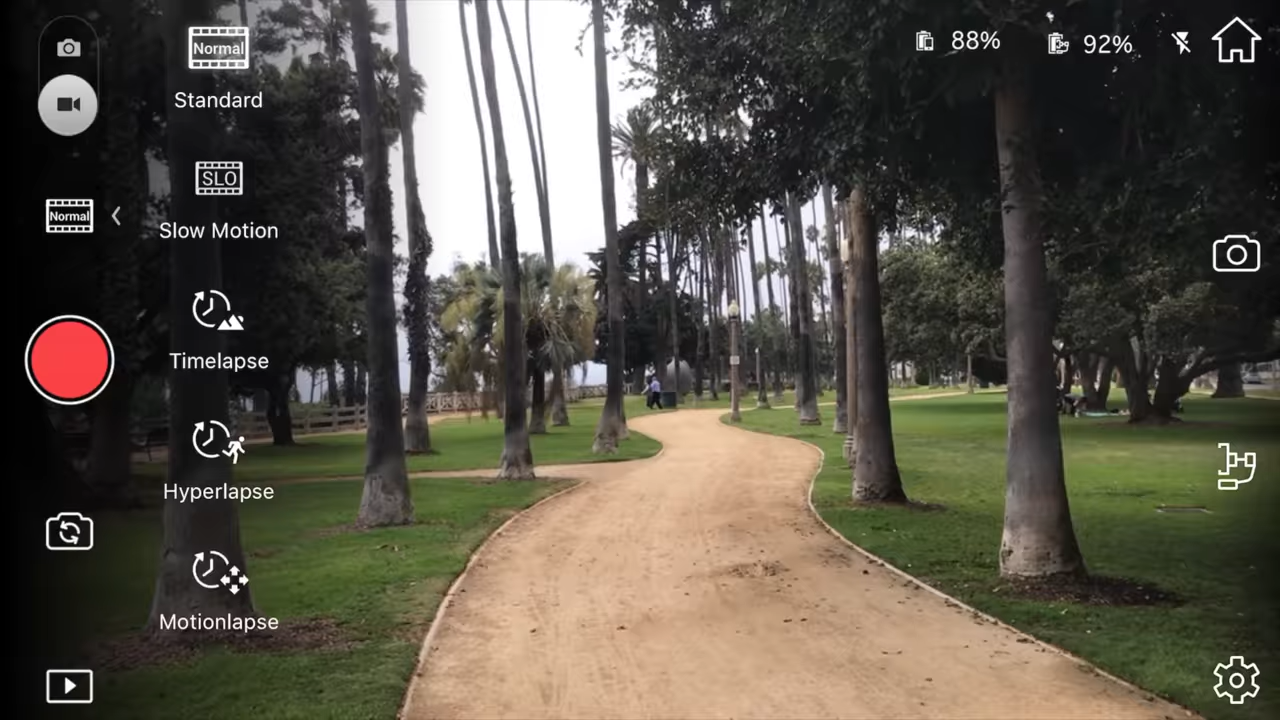 Normal
Standard
88%
92%
SLO
Slow Motion
Normal
Timelapse
Hyperlapse
Motionlapse